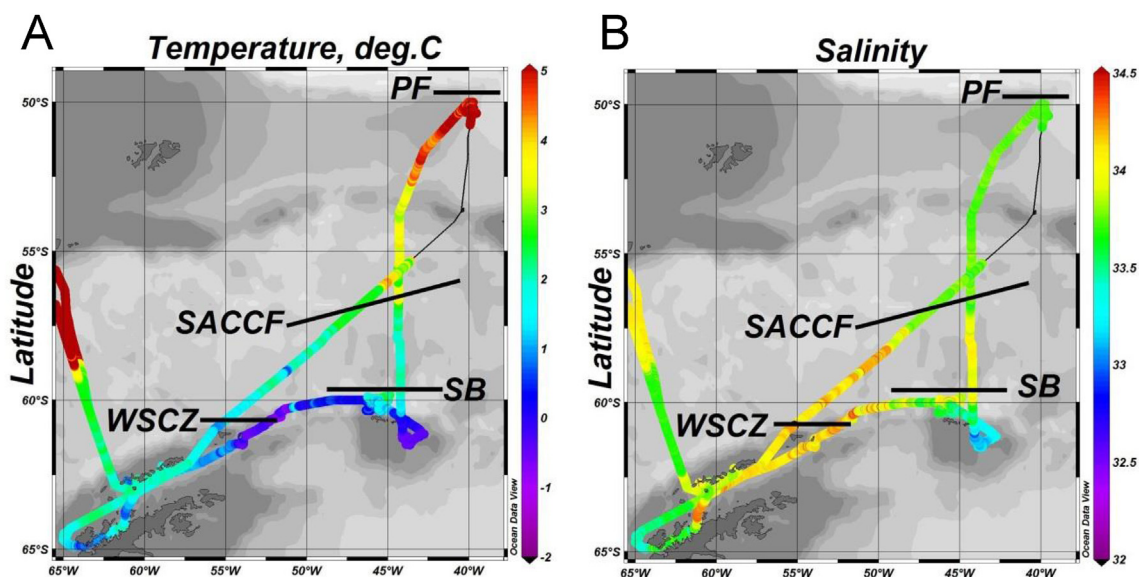 A
Temperature, deg.C
5
4
3
2
1
0
-1
-2
50°S
55°S
60°S
65°S
65°W
60°W
55°W
50°W
45°W
40°W
Latitude
PF
SACCF
SB
WSCZ
Ocean Data View
B
Salinity
34.5
34
33.5
33
32.5
32
50°S
55°S
60°S
65°S
65°W
60°W
55°W
50°W
45°W
40°W
Latitude
PF
SACCF
SB
WSCZ
Ocean Data View